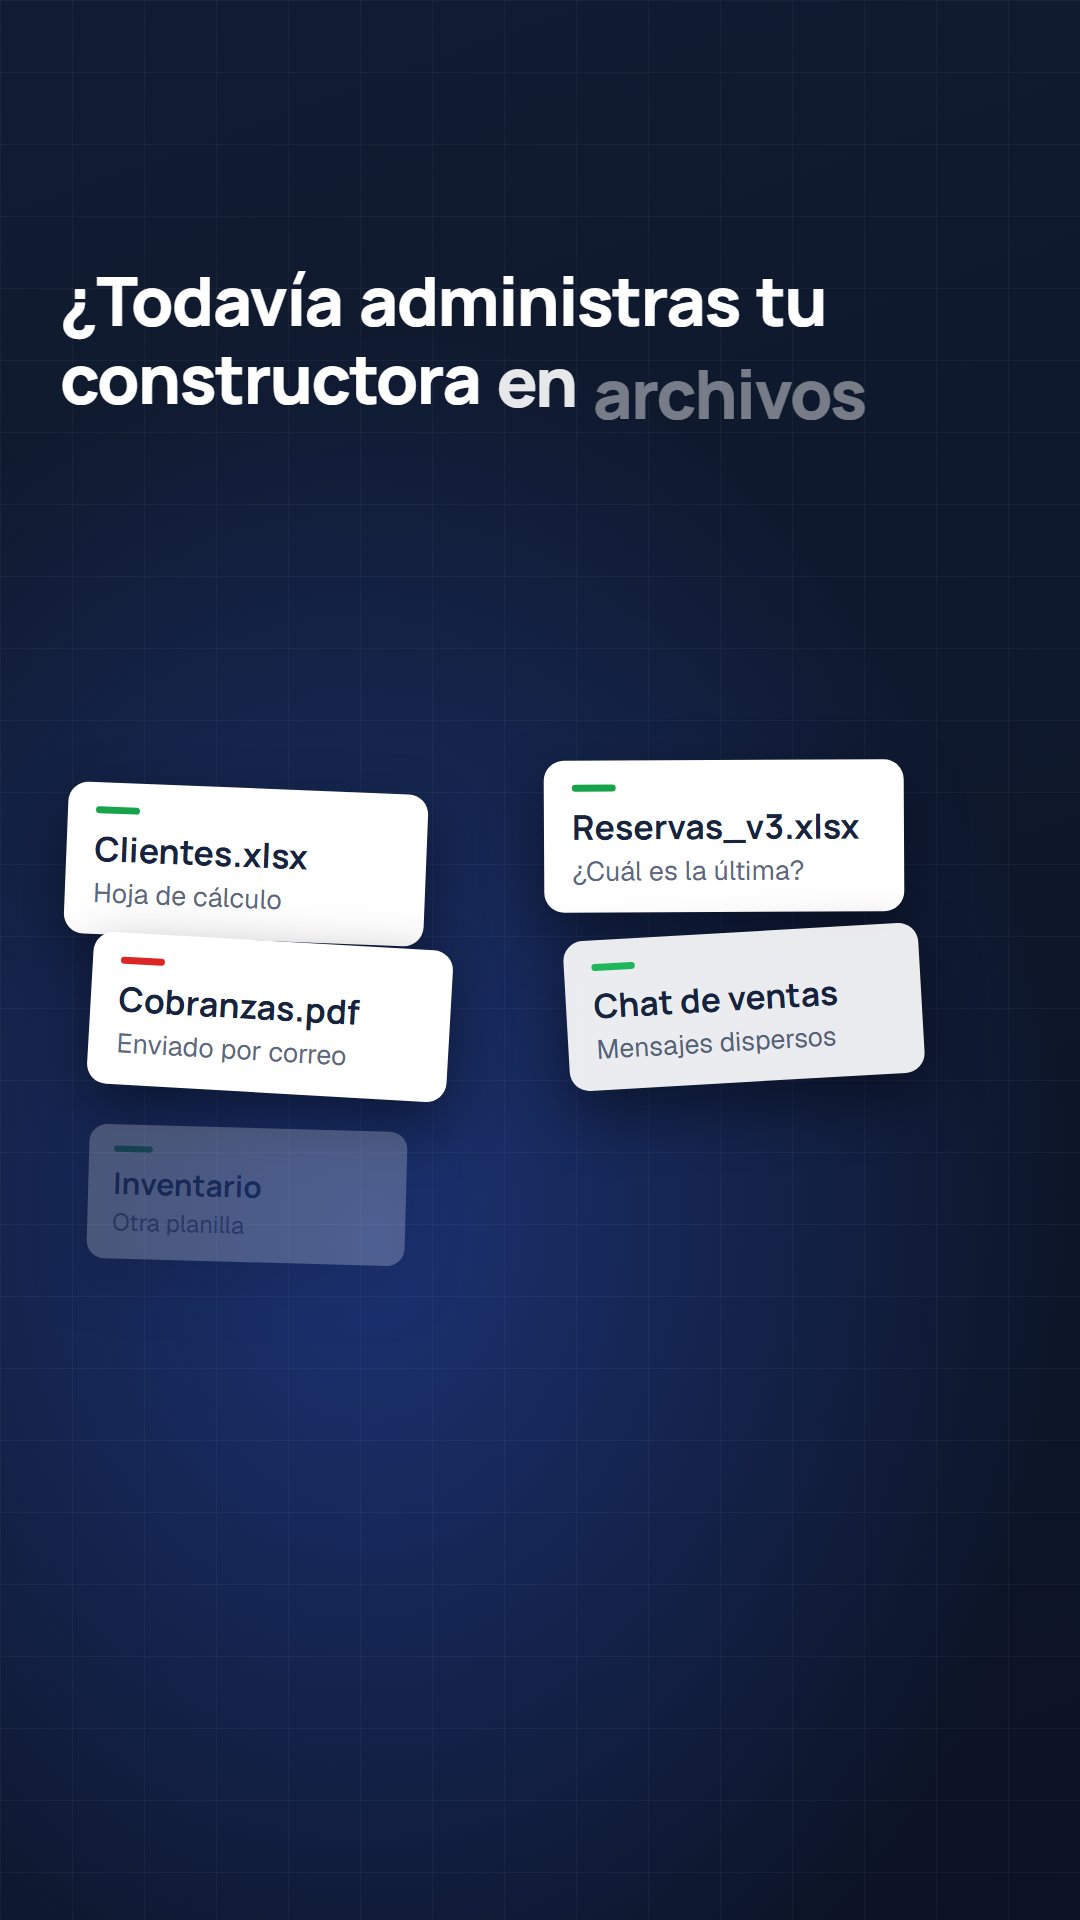 ¿Todavía administras tu
constructora en archivos
Clientes.xlsx
Hoja de cálculo
Reservas_v3.xlsx
¿Cuál es la última?
Cobranzas.pdf
Enviado por correo
Chat de ventas
Mensajes dispersos
Inventario
Otra planilla